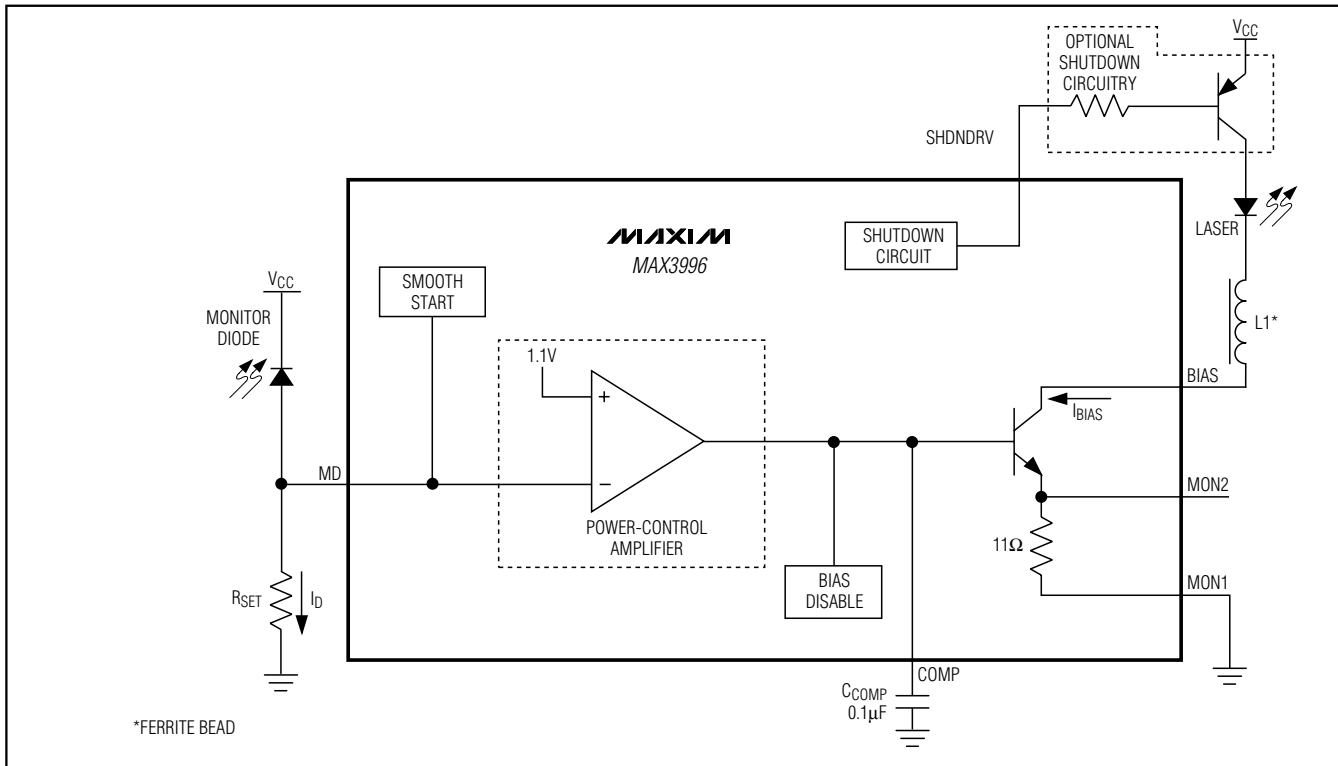 OPTIONAL
SHUTDOWN
CIRCUITRY
VCC
SHDNDRV
MAXIM
MAX3996
SHUTDOWN
CIRCUIT
LASER
SMOOTH
START
VCC
MONITOR
DIODE
L1*
1.1V
+
BIAS
IBIAS
MD
−
MON2
POWER-CONTROL
AMPLIFIER
11Ω
BIAS
DISABLE
MON1
RSET
ID
COMP
CCOMP
0.1μF
*FERRITE BEAD